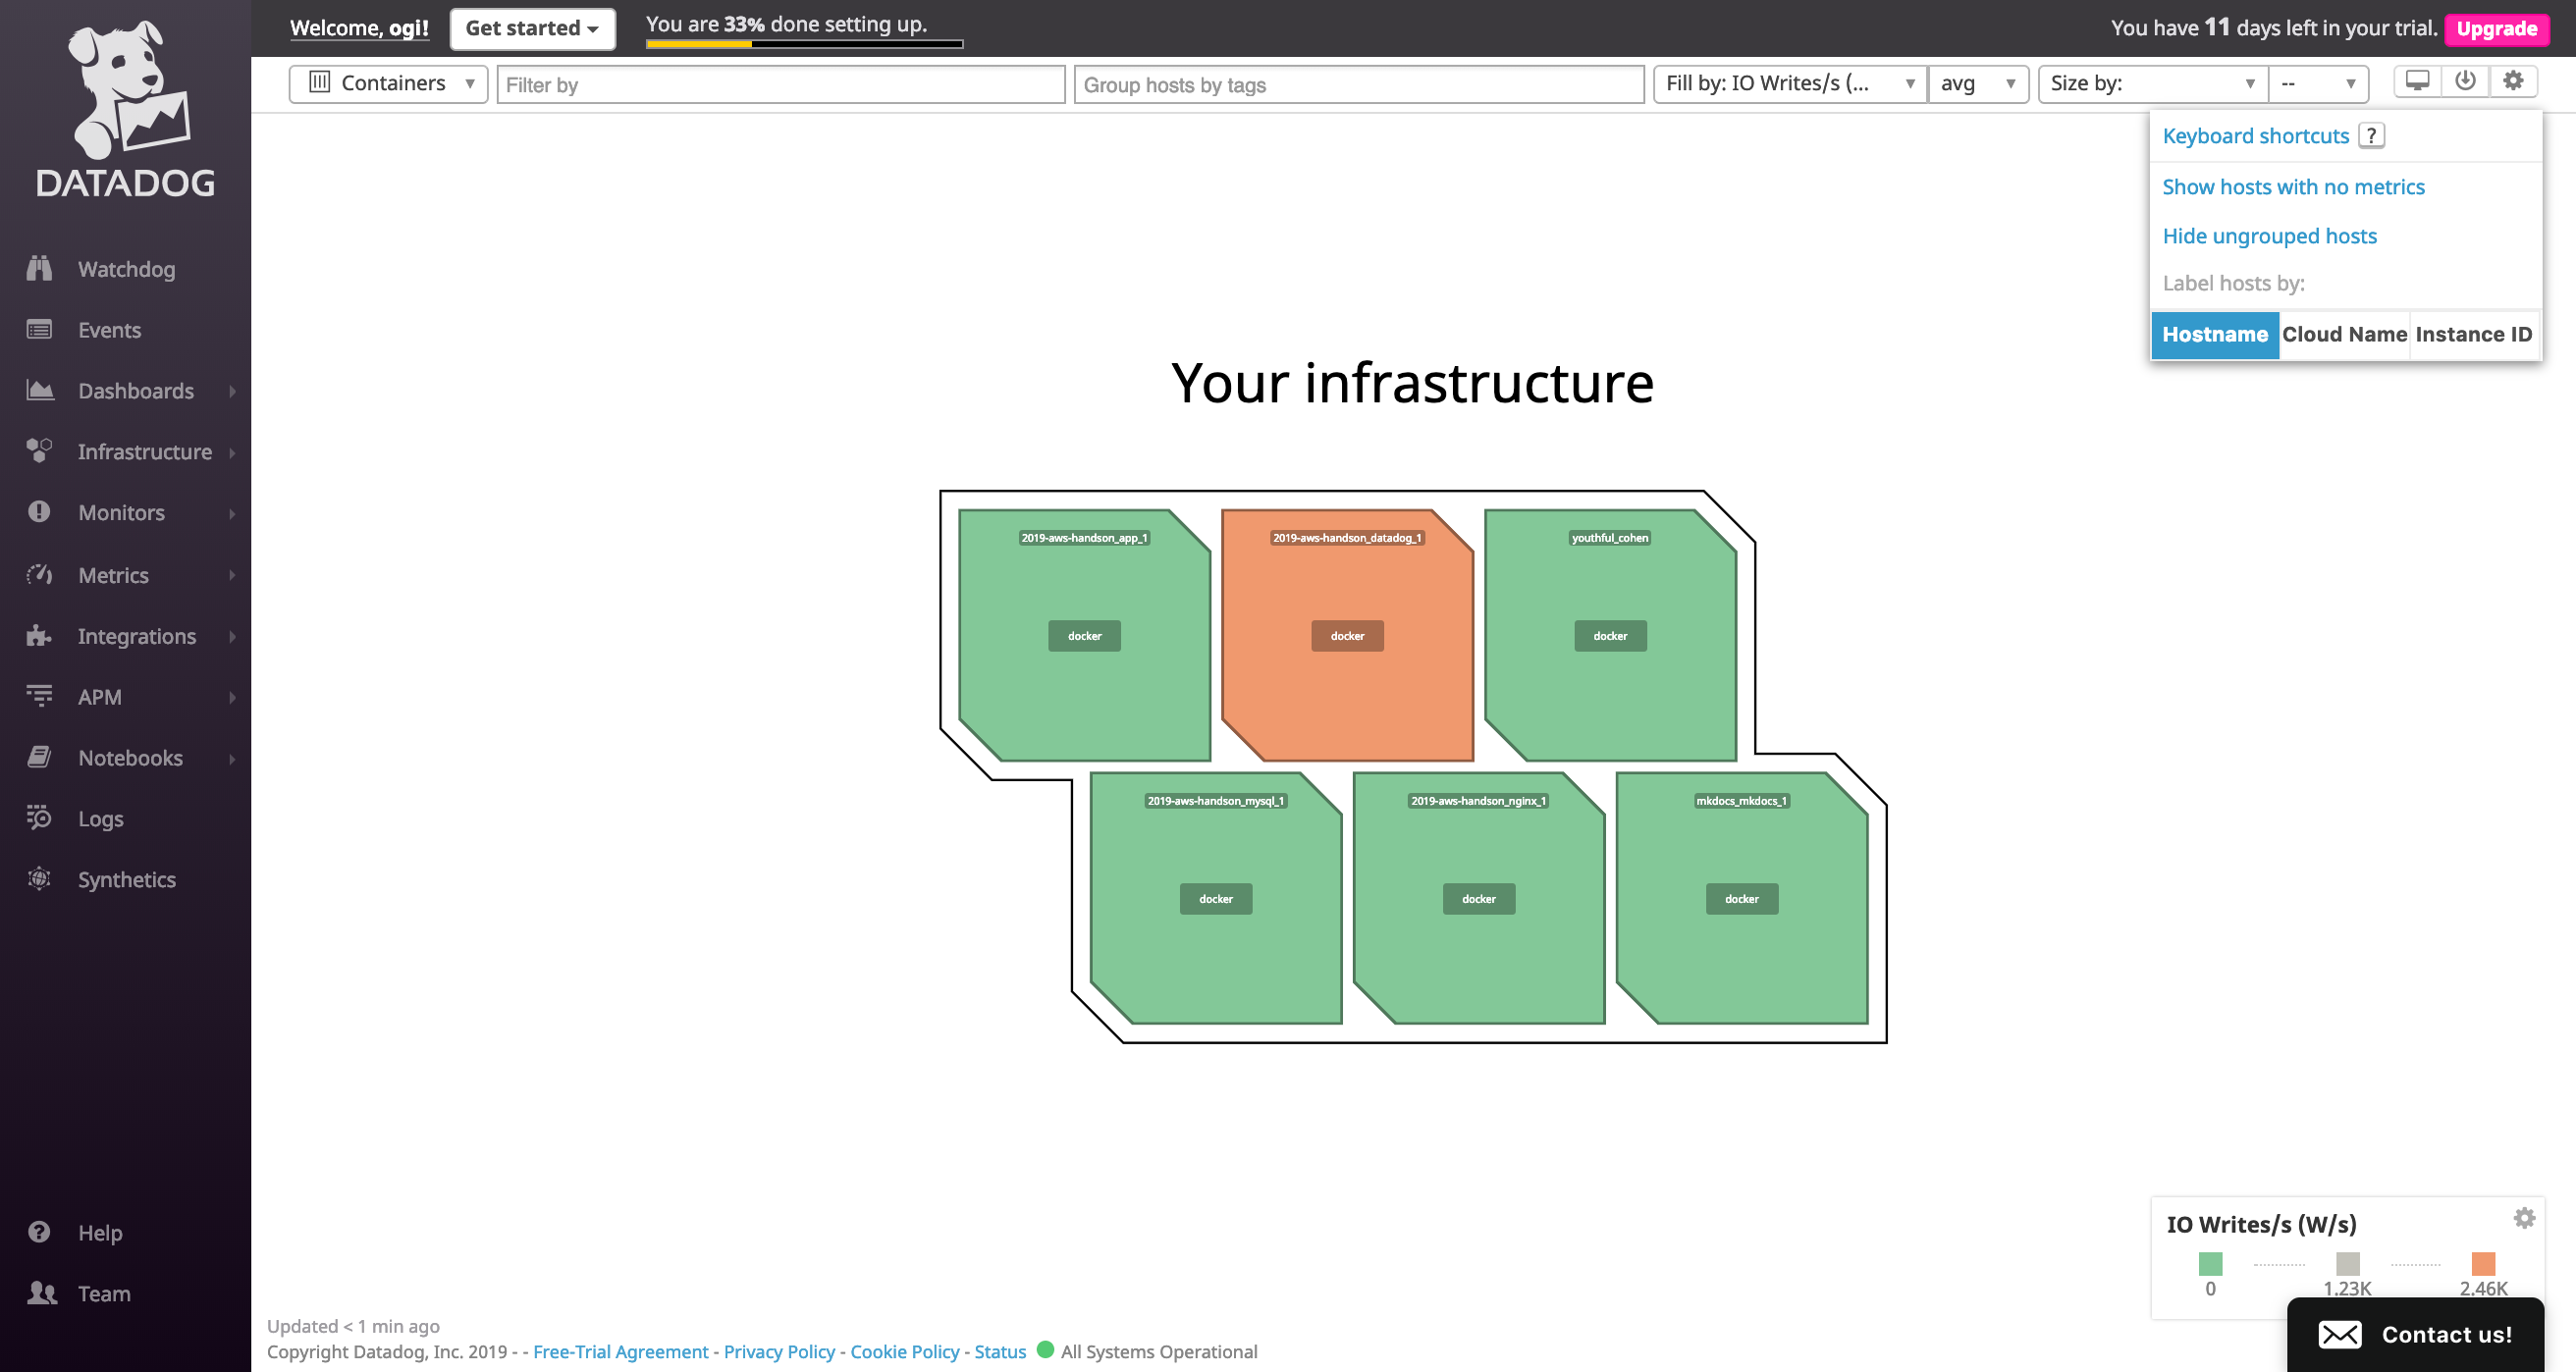 Welcome, ogi!
Get started
You are 33% done setting up.
You have 11 days left in your trial.
Upgrade
DATADOG
Containers
Filter by
Group hosts by tags
Fill by: IO Writes/s (...
avg
Size by:
--
Keyboard shortcuts ?
Show hosts with no metrics
Hide ungrouped hosts
Label hosts by:
Hostname Cloud Name Instance ID
Watchdog
Events
Dashboards
Infrastructure
Monitors
Metrics
Integrations
APM
Notebooks
Logs
Synthetics
Help
Team
Your infrastructure
2019-aws-handson_app_1
docker
2019-aws-handson_datadog_1
docker
youthful_cohen
docker
2019-aws-handson_mysql_1
docker
2019-aws-handson_nginx_1
docker
mkdocs_mkdocs_1
docker
IO Writes/s (W/s)
0 1.23K 2.46K
Contact us!
Updated < 1 min ago
Copyright Datadog, Inc. 2019 - - Free-Trial Agreement - Privacy Policy - Cookie Policy - Status All Systems Operational